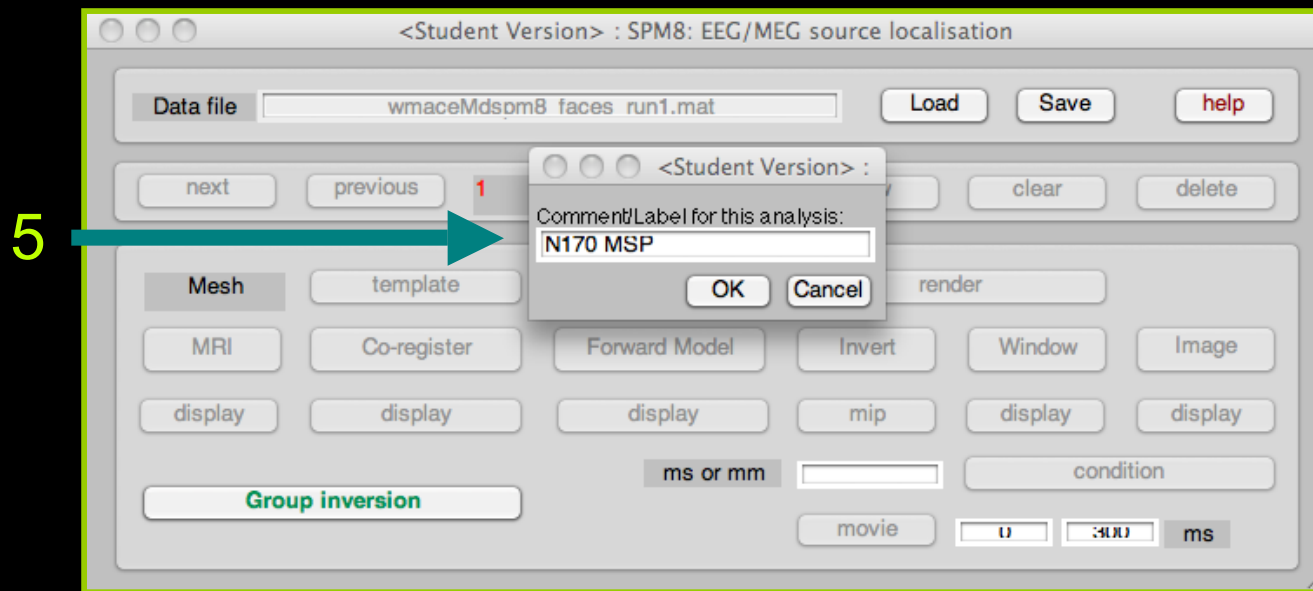 <Student Version> : SPM8: EEG/MEG source localisation
Data file wmaceMdspm8_faces_run1.mat Load Save help
<Student Version> :
next previous 1 clear delete
5
Comment/Label for this analysis:
N170 MSP
Mesh template OK Cancel render
MRI Co-register Forward Model Invert Window Image
display display display mip display display
ms or mm condition
Group inversion
movie 0 300 ms